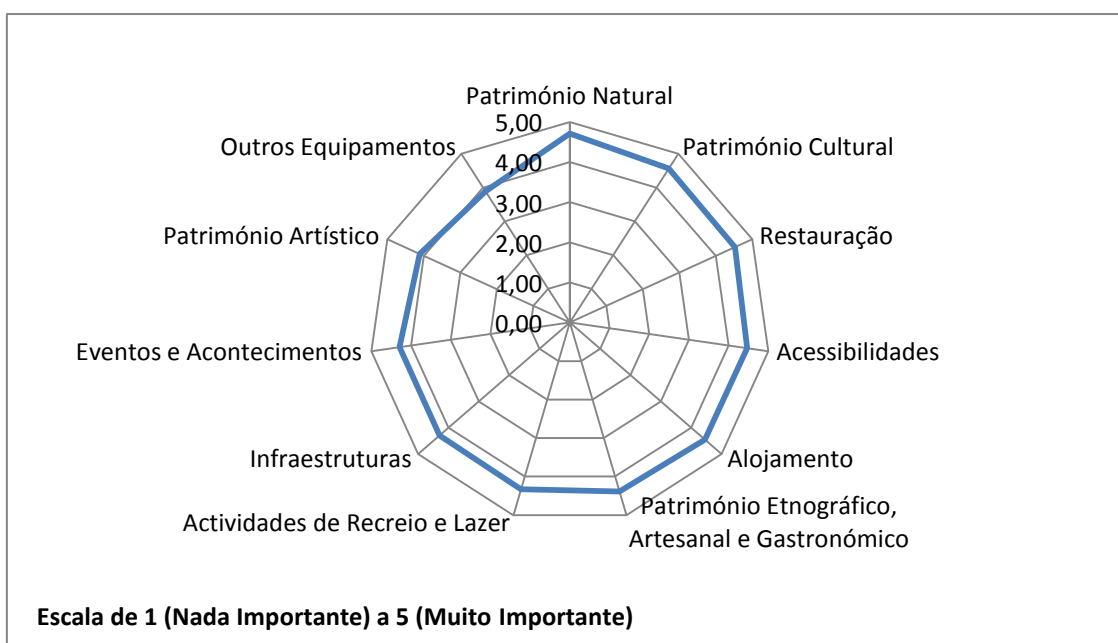 Património Natural
5,00
Outros Equipamentos
Património Cultural
4,00
3,00
Património Artístico
Restauração
2,00
1,00
0,00
Eventos e Acontecimentos
Acessibilidades
Infraestruturas
Alojamento
Património Etnográfico,
Artesanal e Gastronómico
Actividades de Recreio e Lazer
Escala de 1 (Nada Importante) a 5 (Muito Importante)